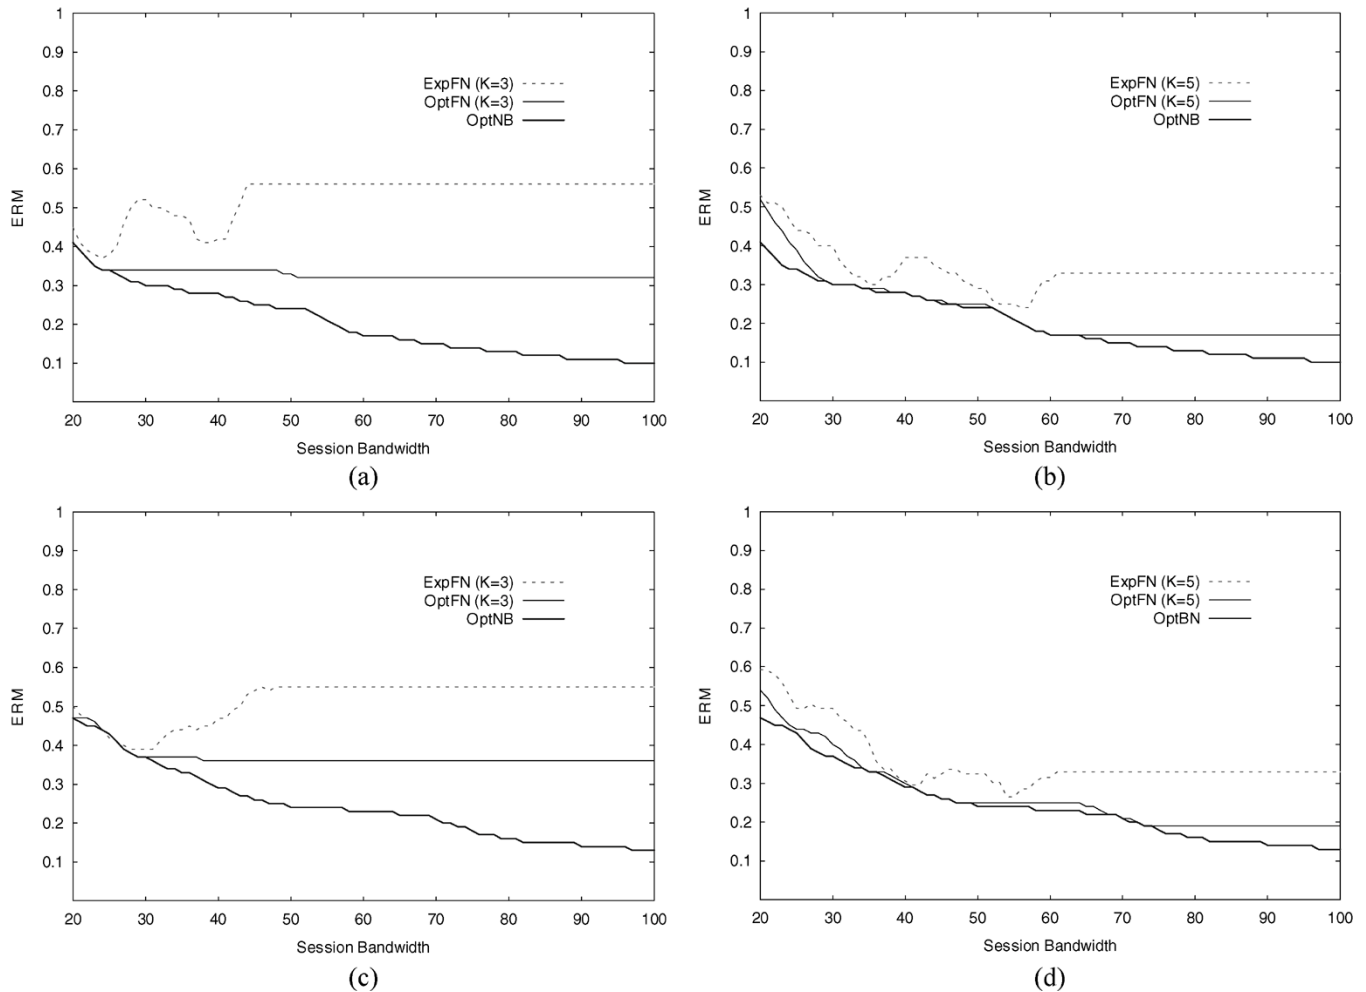 1
0.9
0.8
0.7
0.6
0.5
0.4
0.3
0.2
0.1
ERM
ExpFN (K=3)
OptFN (K=3)
OptNB
20 30 40 50 60 70 80 90 100
Session Bandwidth
(a)
1
0.9
0.8
0.7
0.6
0.5
0.4
0.3
0.2
0.1
ERM
ExpFN (K=5)
OptFN (K=5)
OptNB
20 30 40 50 60 70 80 90 100
Session Bandwidth
(b)
1
0.9
0.8
0.7
0.6
0.5
0.4
0.3
0.2
0.1
ERM
ExpFN (K=3)
OptFN (K=3)
OptNB
20 30 40 50 60 70 80 90 100
Session Bandwidth
(c)
1
0.9
0.8
0.7
0.6
0.5
0.4
0.3
0.2
0.1
ERM
ExpFN (K=5)
OptFN (K=5)
OptBN
20 30 40 50 60 70 80 90 100
Session Bandwidth
(d)